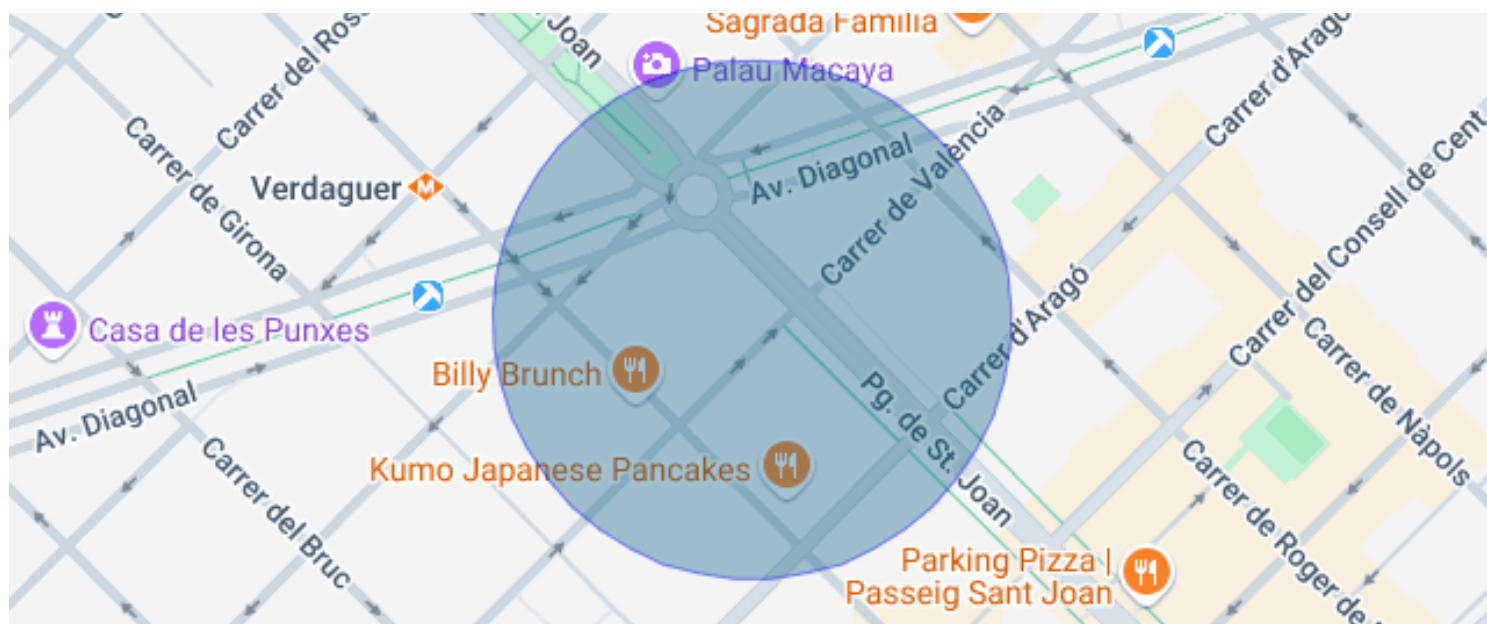 Joan
Sagrada Família
Palau Macaya
Carrer del Ros
Carrer d'Aragó
Carrer de Girona
Verdaguer
M
Av. Diagonal
Carrer de València
Carrer del Consell de Cent
Casa de les Punxes
Billy Brunch
Carrer d'Aragó
Av. Diagonal
Pg. de St. Joan
Carrer de Nàpols
Kumo Japanese Pancakes
Carrer del Bruc
Carrer de Roger de
Parking Pizza |
Passeig Sant Joan